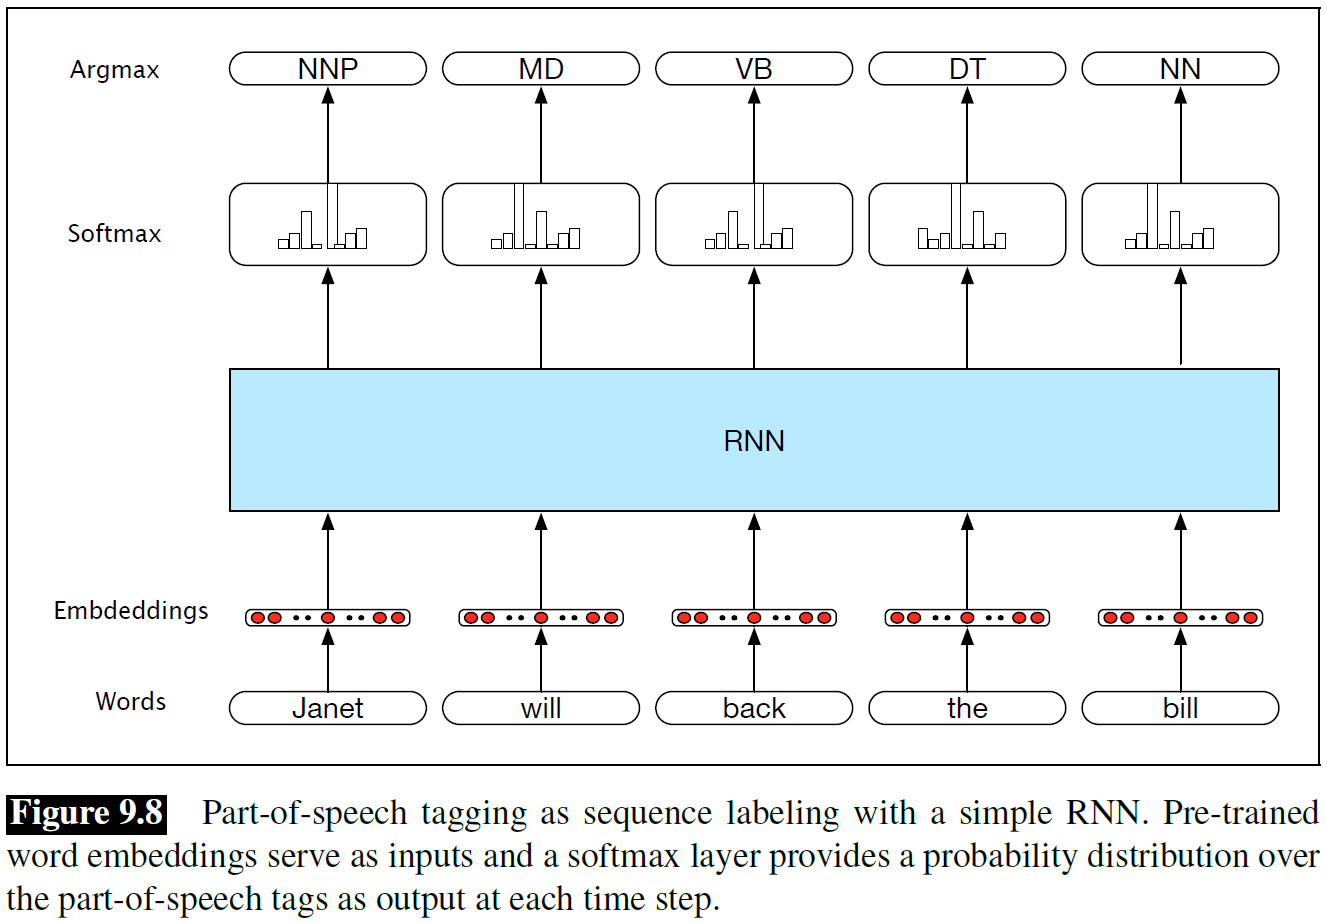 Argmax NNP MD VB DT NN
Softmax
RNN
Embdeddings
Words Janet will back the bill
Figure 9.8 Part-of-speech tagging as sequence labeling with a simple RNN. Pre-trained
word embeddings serve as inputs and a softmax layer provides a probability distribution over
the part-of-speech tags as output at each time step.